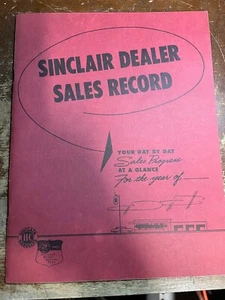 SINCLAIR DEALER
SALES RECORD
YOUR DAY BY DAY
Sales Progress
AT A GLANCE
For the year of